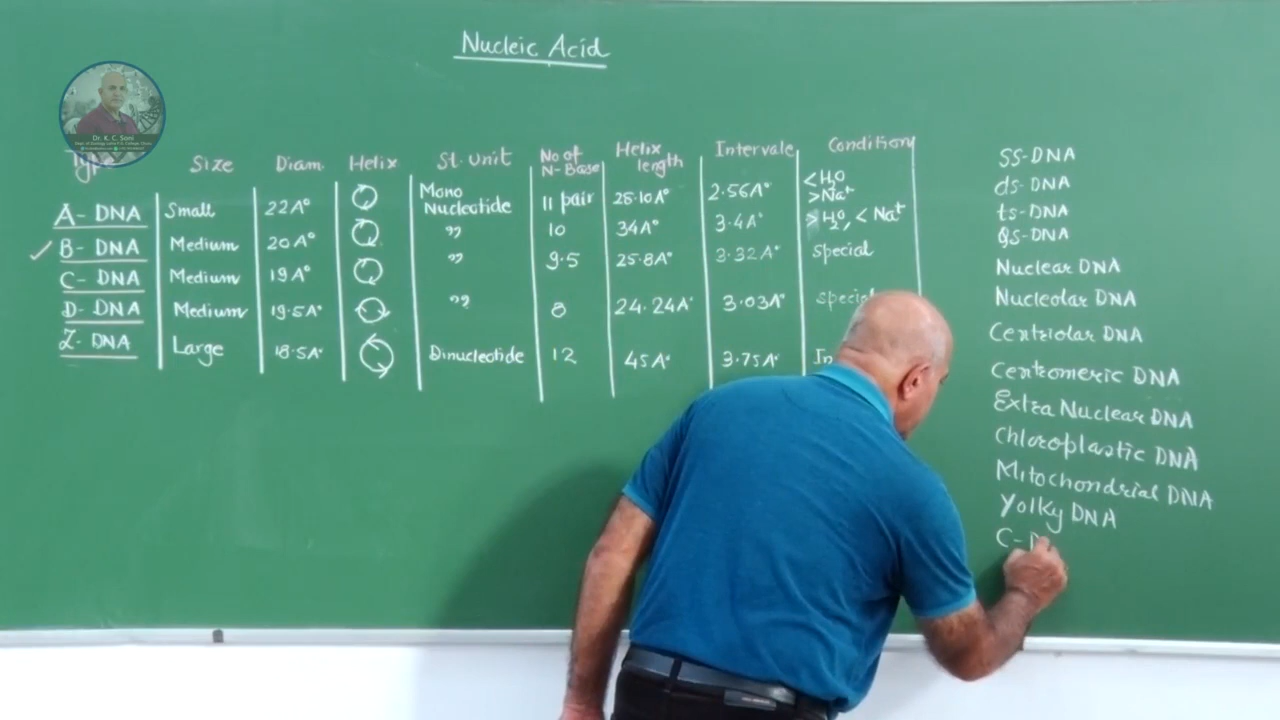 Nucleic Acid
Dr. K. C. Soni
Type Size Diam. Helix St. Unit No of N-Base Helix length Intervale Condition
A- DNA Small 22A° Mono Nucleotide 11 pair 28.10A° 2.56A° <H2O >Na+
B- DNA Medium 20A° " 10 34A° 3.4A° >H2O, < Na+
C- DNA Medium 19A° " 9.5 25.8A° 3.32A° Special
D- DNA Medium 19.5A° " 8 24.24A° 3.03A° special
Z- DNA Large 18.5A° Dinucleotide 12 45A° 3.75A°
SS-DNA
ds-DNA
ts-DNA
QS-DNA
Nuclear DNA
Nucleolar DNA
Centriolar DNA
Centromeric DNA
Extra Nuclear DNA
Chloroplastic DNA
Mitochondrial DNA
Yolky DNA
C-